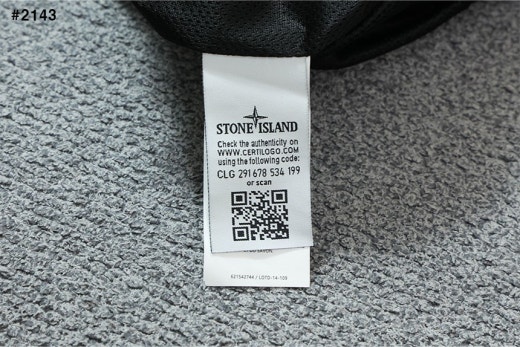 #2143
STONE ISLAND
Check the authenticity on
WWW.CERTILOGO.COM
using the following code:
CLG 291 678 534 199
or scan